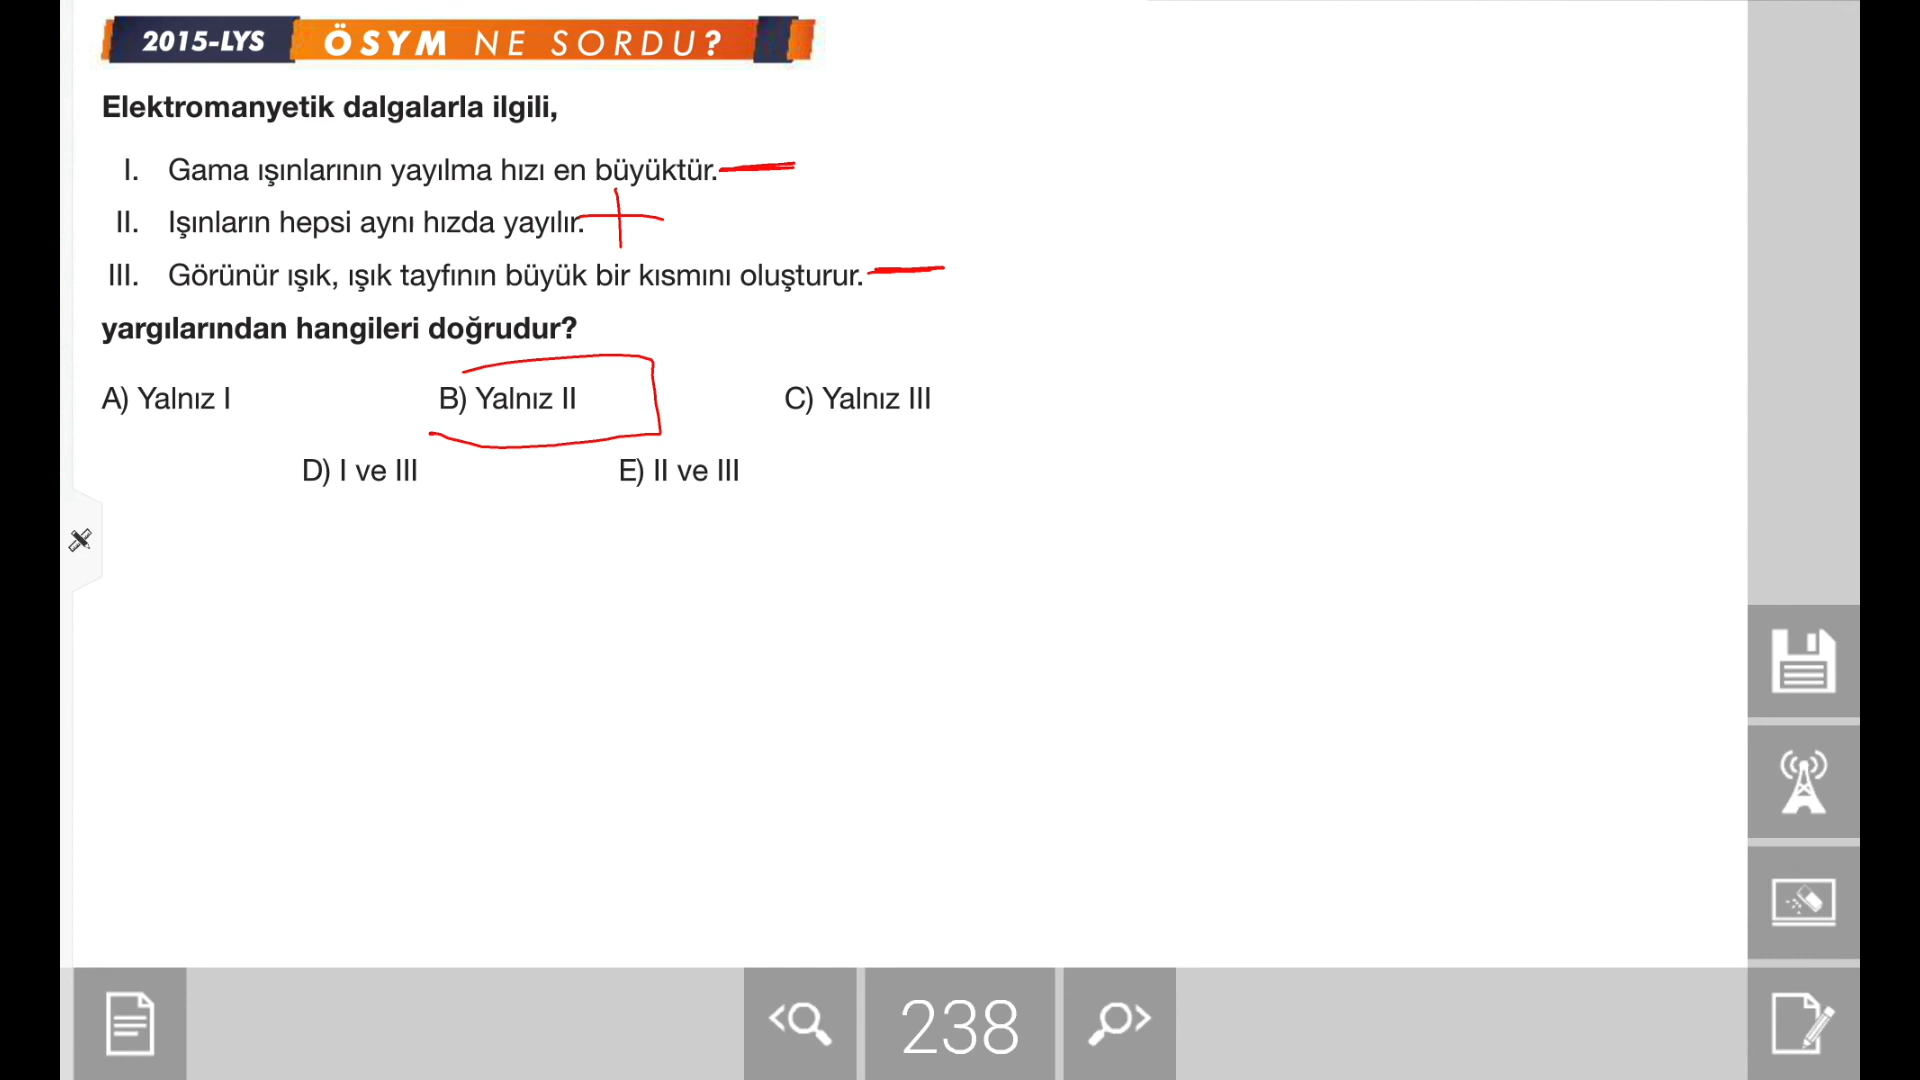 2015-LYS ÖSYM NE SORDU?
Elektromanyetik dalgalarla ilgili,
I. Gama ışınlarının yayılma hızı en büyüktür.
II. Işınların hepsi aynı hızda yayılır.
III. Görünür ışık, ışık tayfının büyük bir kısmını oluşturur.
yargılarından hangileri doğrudur?
A) Yalnız I B) Yalnız II C) Yalnız III
D) I ve III E) II ve III
238